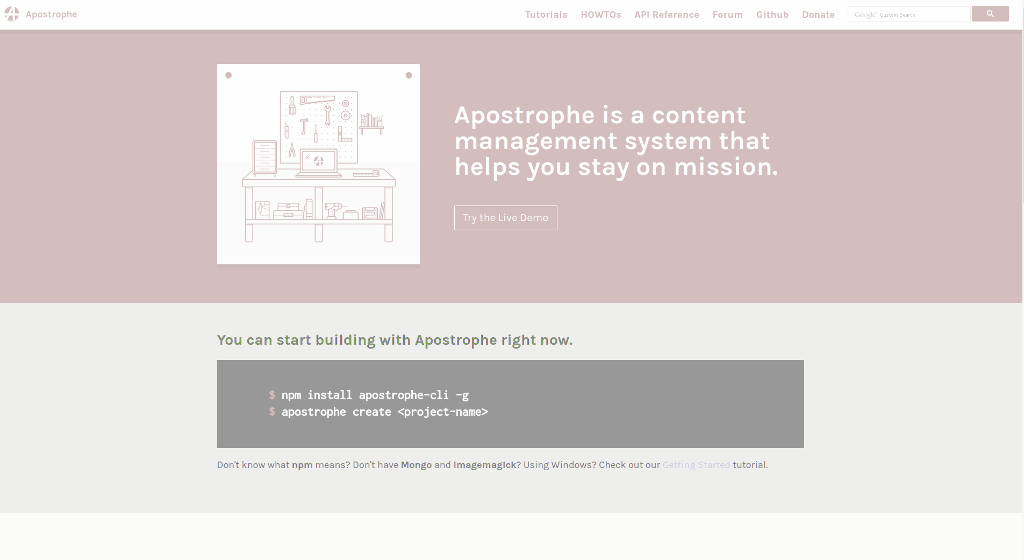 Apostrophe
Tutorials HOWTOs API Reference Forum Github Donate Google Custom Search
Apostrophe is a content
management system that
helps you stay on mission.
Try the Live Demo
You can start building with Apostrophe right now.
$ npm install apostrophe-cli -g
$ apostrophe create <project-name>
Don't know what npm means? Don't have Mongo and ImagemagIck? Using Windows? Check out our Getting Started tutorial.